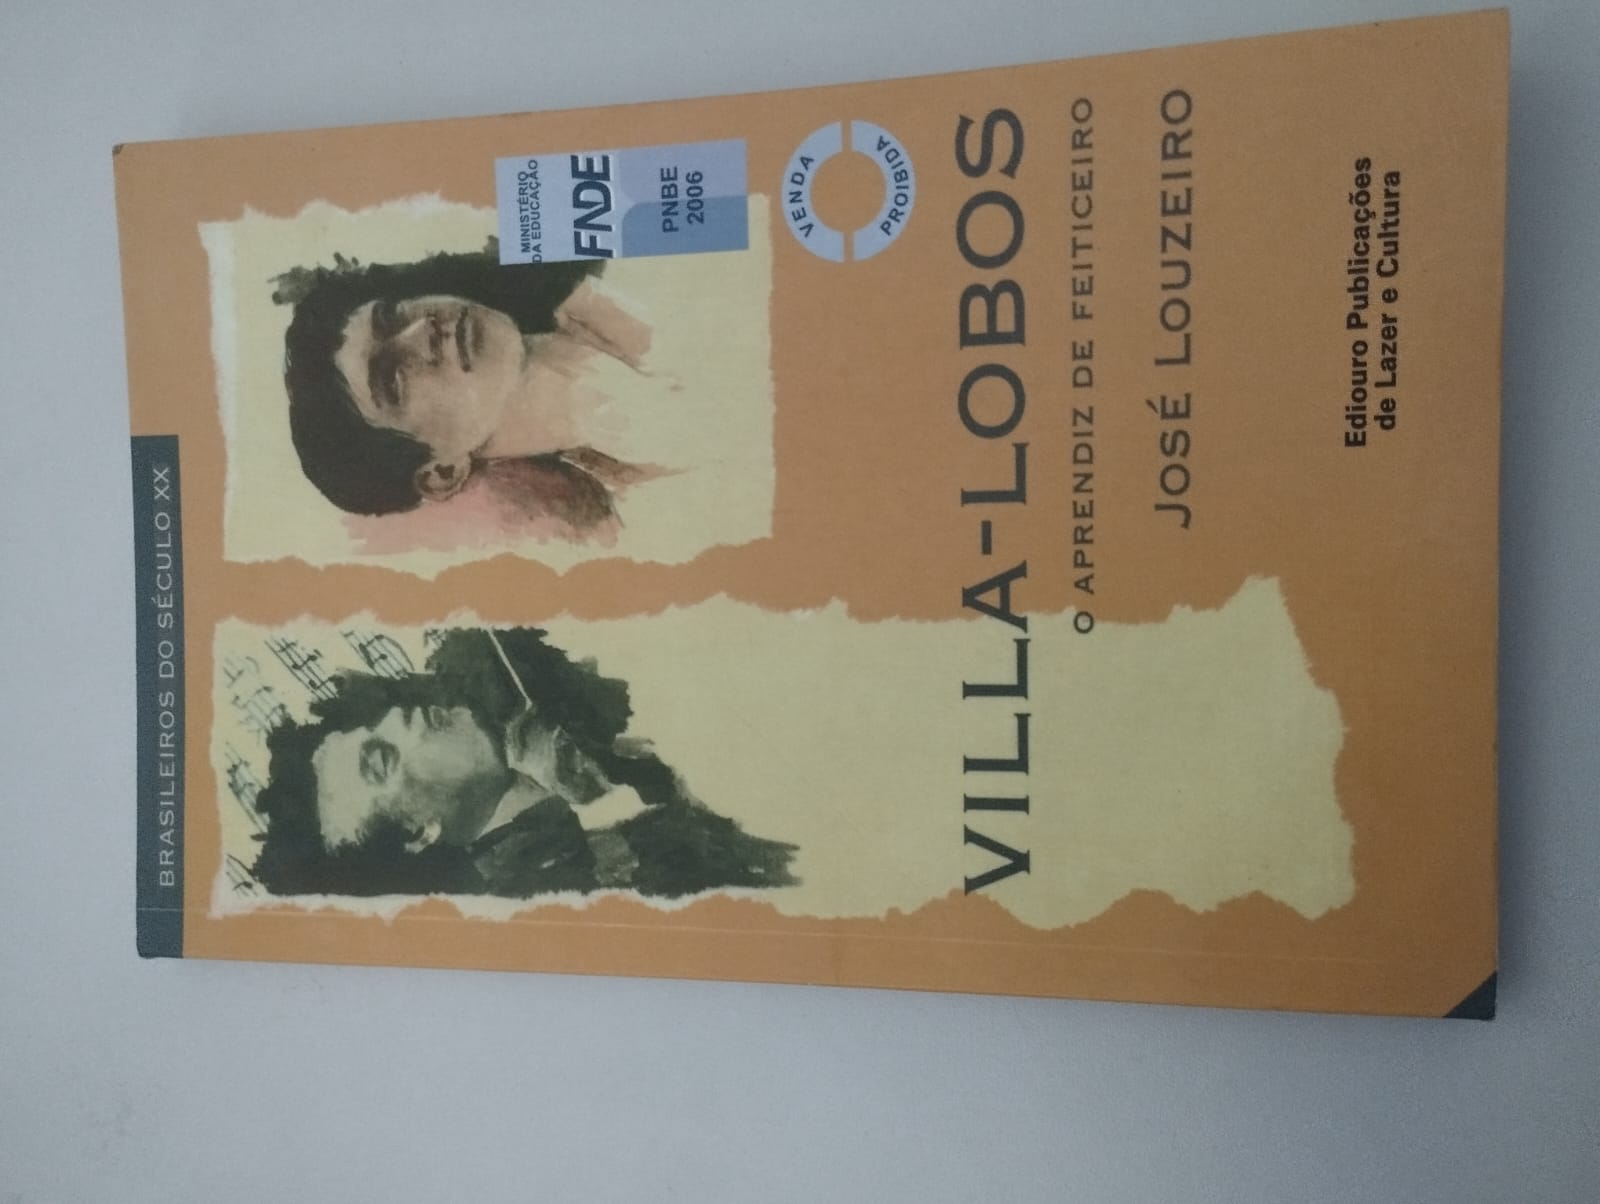 BRASILEIROS DO SÉCULO XX
MINISTÉRIO
DA EDUCAÇÃO
FNDE
PNBE
2006
VENDA
PROIBIDA
VILLA-LOBOS
O APRENDIZ DE FEITICEIRO
JOSÉ LOUZEIRO
Ediouro Publicações
de Lazer e Cultura